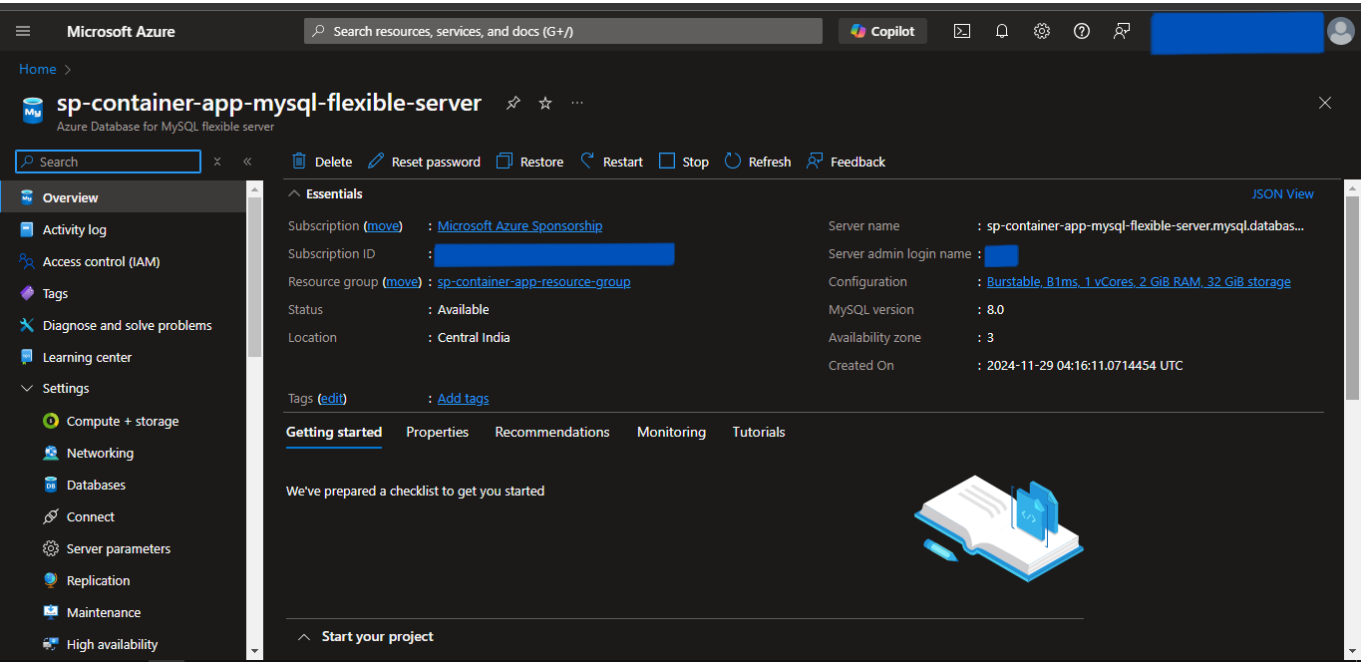 Microsoft Azure
Search resources, services, and docs (G+/)
Copilot
Home >
sp-container-app-mysql-flexible-server
Azure Database for MySQL flexible server
Search
Delete Reset password Restore Restart Stop Refresh Feedback
Overview
Activity log
Access control (IAM)
Tags
Diagnose and solve problems
Learning center
Settings
Compute + storage
Networking
Databases
Connect
Server parameters
Replication
Maintenance
High availability
Essentials
JSON View
Subscription (move) : Microsoft Azure Sponsorship
Subscription ID :
Resource group (move) : sp-container-app-resource-group
Status : Available
Location : Central India
Server name : sp-container-app-mysql-flexible-server.mysql.databas...
Server admin login name :
Configuration : Burstable, B1ms, 1 vCores, 2 GiB RAM, 32 GiB storage
MySQL version : 8.0
Availability zone : 3
Created On : 2024-11-29 04:16:11.0714454 UTC
Tags (edit) : Add tags
Getting started Properties Recommendations Monitoring Tutorials
We've prepared a checklist to get you started
Start your project